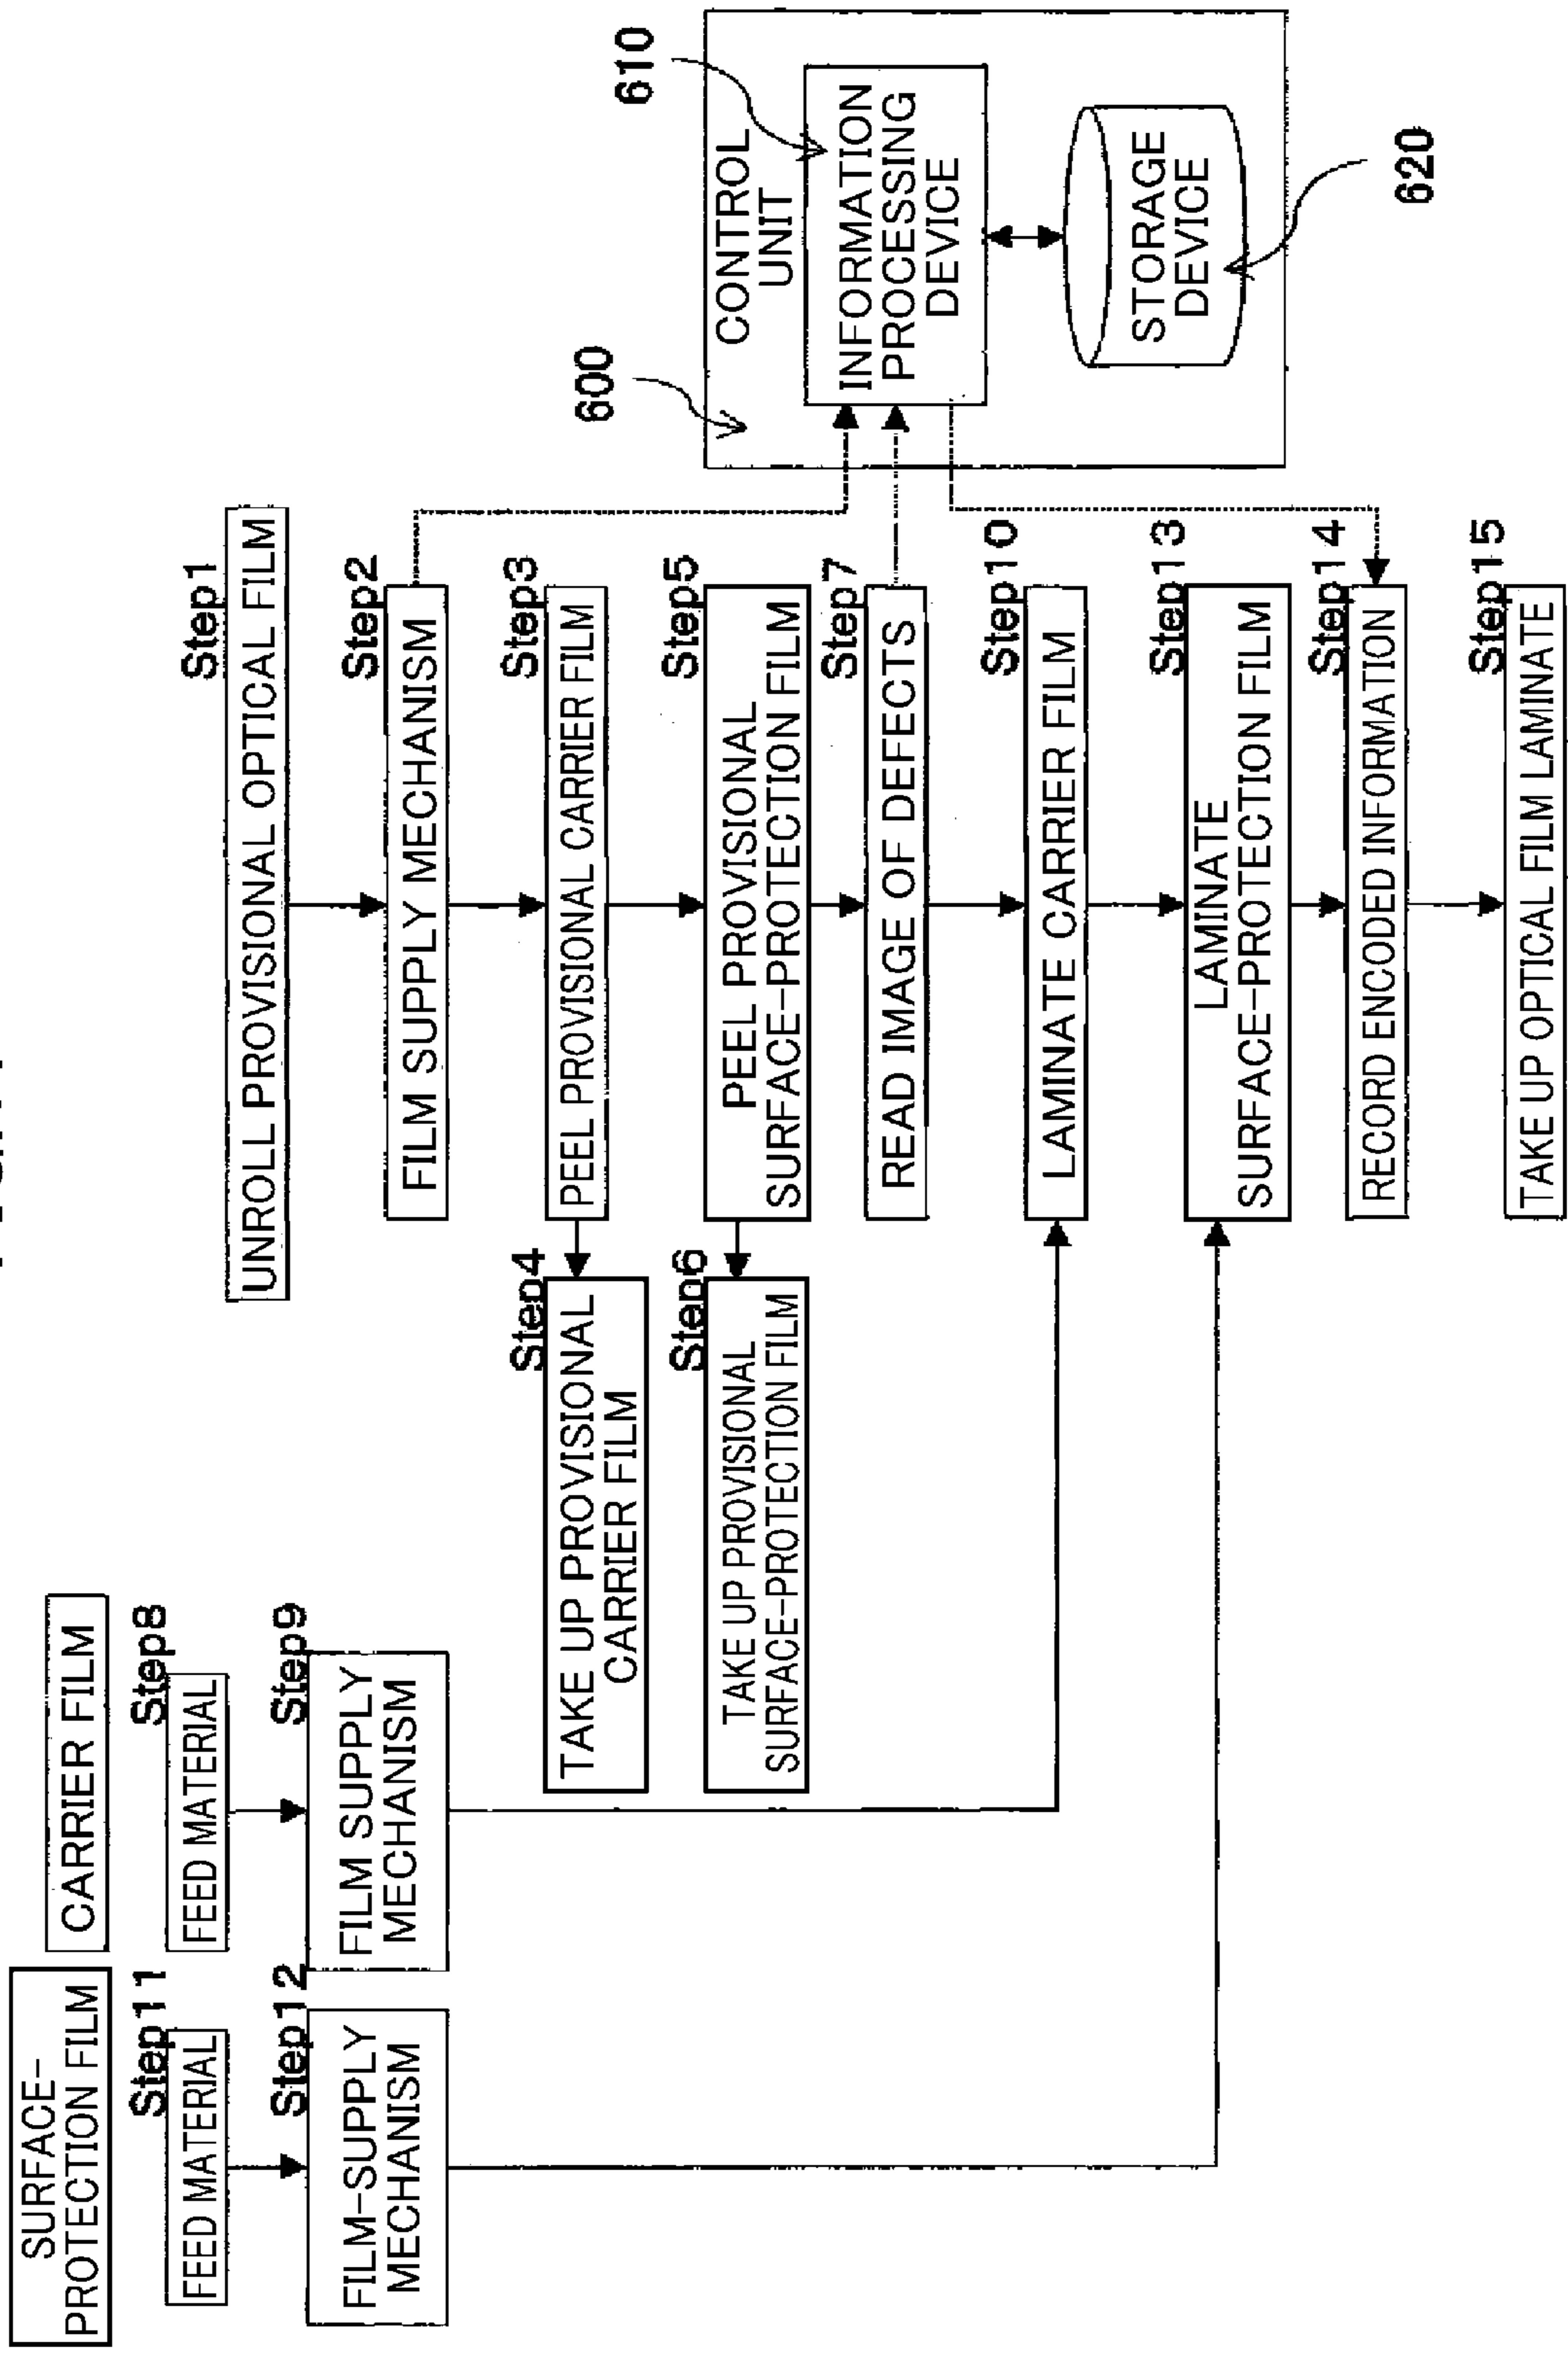 SURFACE-
PROTECTION FILM
Step11
FEED MATERIAL
Step12
FILM-SUPPLY
MECHANISM
CARRIER FILM
Step8
FEED MATERIAL
Step9
FILM SUPPLY
MECHANISM
Step1
UNROLL PROVISIONAL OPTICAL FILM
Step2
FILM SUPPLY MECHANISM
Step3
PEEL PROVISIONAL CARRIER FILM
Step4
TAKE UP PROVISIONAL
CARRIER FILM
Step5
PEEL PROVISIONAL
SURFACE-PROTECTION FILM
Step6
TAKE UP PROVISIONAL
SURFACE-PROTECTION FILM
Step7
READ IMAGE OF DEFECTS
Step10
LAMINATE CARRIER FILM
Step13
LAMINATE
SURFACE-PROTECTION FILM
Step14
RECORD ENCODED INFORMATION
Step15
TAKE UP OPTICAL FILM LAMINATE
600
CONTROL
UNIT
610
INFORMATION
PROCESSING
DEVICE
STORAGE
DEVICE
620